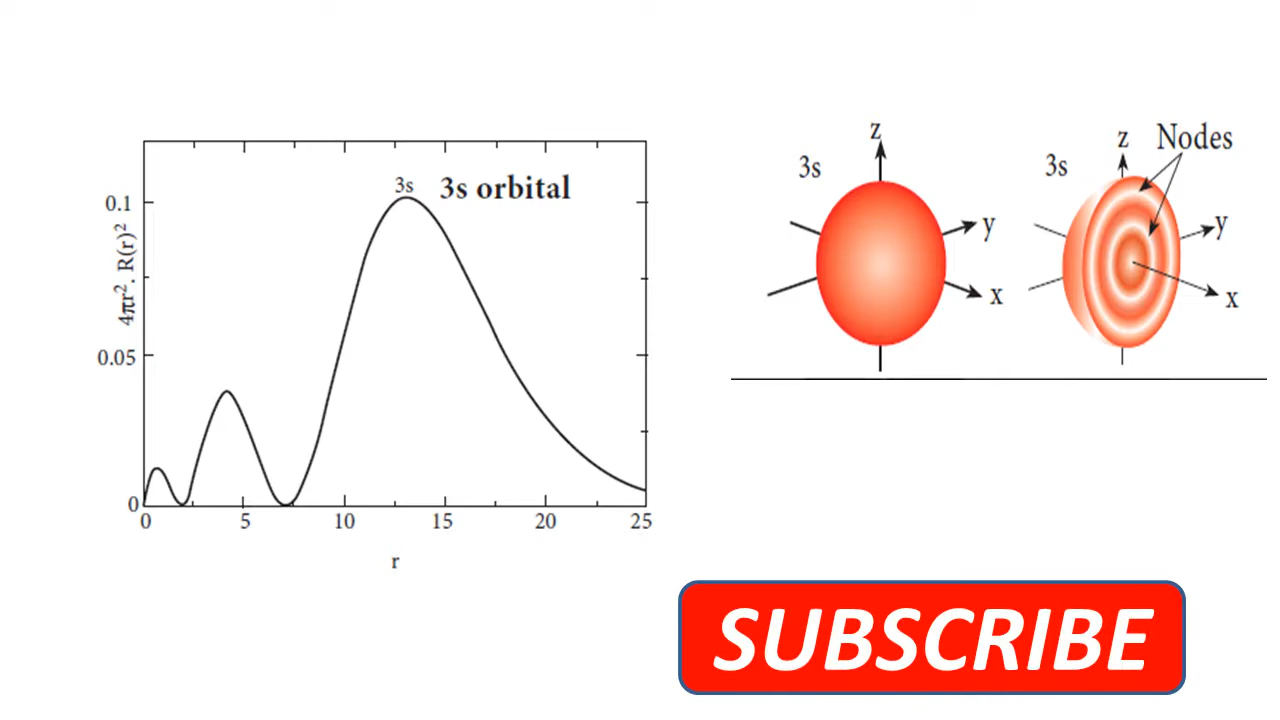 3s 3s orbital
0.1
0.05
0
4πr². R(r)²
0 5 10 15 20 25
r
z
3s
y
x
z Nodes
3s
y
x
SUBSCRIBE